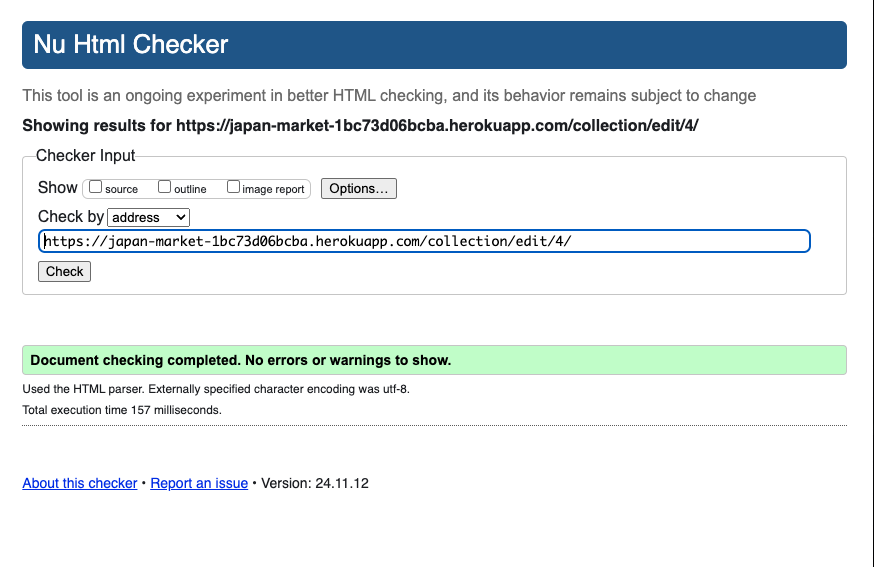 Nu Html Checker
This tool is an ongoing experiment in better HTML checking, and its behavior remains subject to change
Showing results for https://japan-market-1bc73d06bcba.herokuapp.com/collection/edit/4/
Checker Input
Show source outline image report Options...
Check by address
https://japan-market-1bc73d06bcba.herokuapp.com/collection/edit/4/
Check
Document checking completed. No errors or warnings to show.
Used the HTML parser. Externally specified character encoding was utf-8.
Total execution time 157 milliseconds.
About this checker • Report an issue • Version: 24.11.12